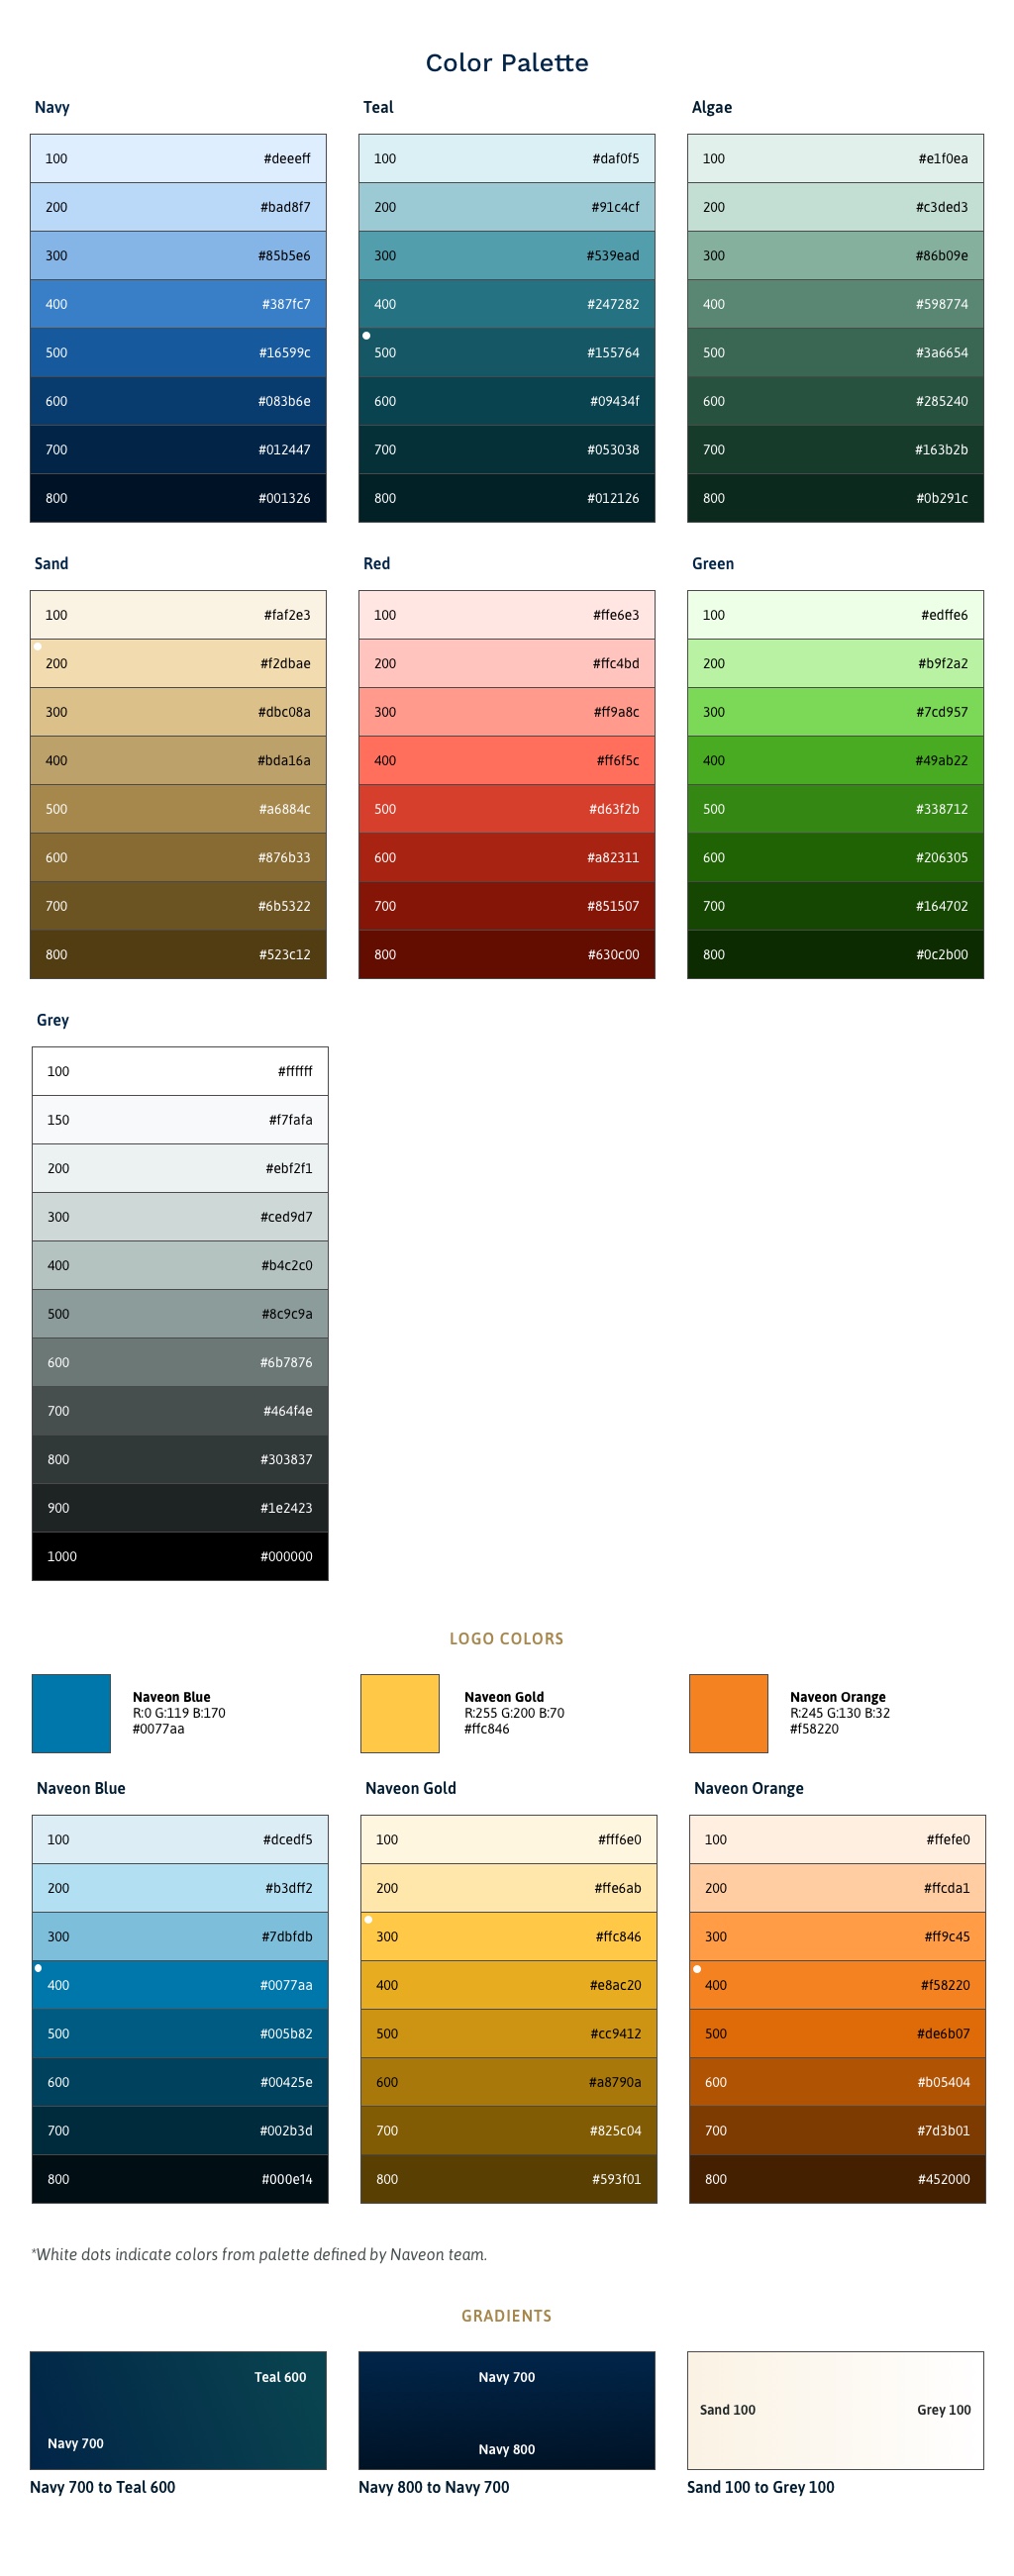 Color Palette
Navy
100 #deeeff
200 #bad8f7
300 #85b5e6
400 #387fc7
500 #16599c
600 #083b6e
700 #012447
800 #001326
Teal
100 #daf0f5
200 #91c4cf
300 #539ead
400 #247282
500 #155764
600 #09434f
700 #053038
800 #012126
Algae
100 #e1f0ea
200 #c3ded3
300 #86b09e
400 #598774
500 #3a6654
600 #285240
700 #163b2b
800 #0b291c
Sand
100 #faf2e3
200 #f2dbae
300 #dbc08a
400 #bda16a
500 #a6884c
600 #876b33
700 #6b5322
800 #523c12
Red
100 #ffe6e3
200 #ffc4bd
300 #ff9a8c
400 #ff6f5c
500 #d63f2b
600 #a82311
700 #851507
800 #630c00
Green
100 #edffe6
200 #b9f2a2
300 #7cd957
400 #49ab22
500 #338712
600 #206305
700 #164702
800 #0c2b00
Grey
100 #ffffff
150 #f7fafa
200 #ebf2f1
300 #ced9d7
400 #b4c2c0
500 #8c9c9a
600 #6b7876
700 #464f4e
800 #303837
900 #1e2423
1000 #000000
LOGO COLORS
Naveon Blue
R:0 G:119 B:170
#0077aa
Naveon Gold
R:255 G:200 B:70
#ffc846
Naveon Orange
R:245 G:130 B:32
#f58220
Naveon Blue
100 #dcedf5
200 #b3dff2
300 #7dbfdb
400 #0077aa
500 #005b82
600 #00425e
700 #002b3d
800 #000e14
Naveon Gold
100 #fff6e0
200 #ffe6ab
300 #ffc846
400 #e8ac20
500 #cc9412
600 #a8790a
700 #825c04
800 #593f01
Naveon Orange
100 #ffefe0
200 #ffcda1
300 #ff9c45
400 #f58220
500 #de6b07
600 #b05404
700 #7d3b01
800 #452000
*White dots indicate colors from palette defined by Naveon team.
GRADIENTS
Teal 600
Navy 700
Navy 700 to Teal 600
Navy 700
Navy 800
Navy 800 to Navy 700
Sand 100 Grey 100
Sand 100 to Grey 100